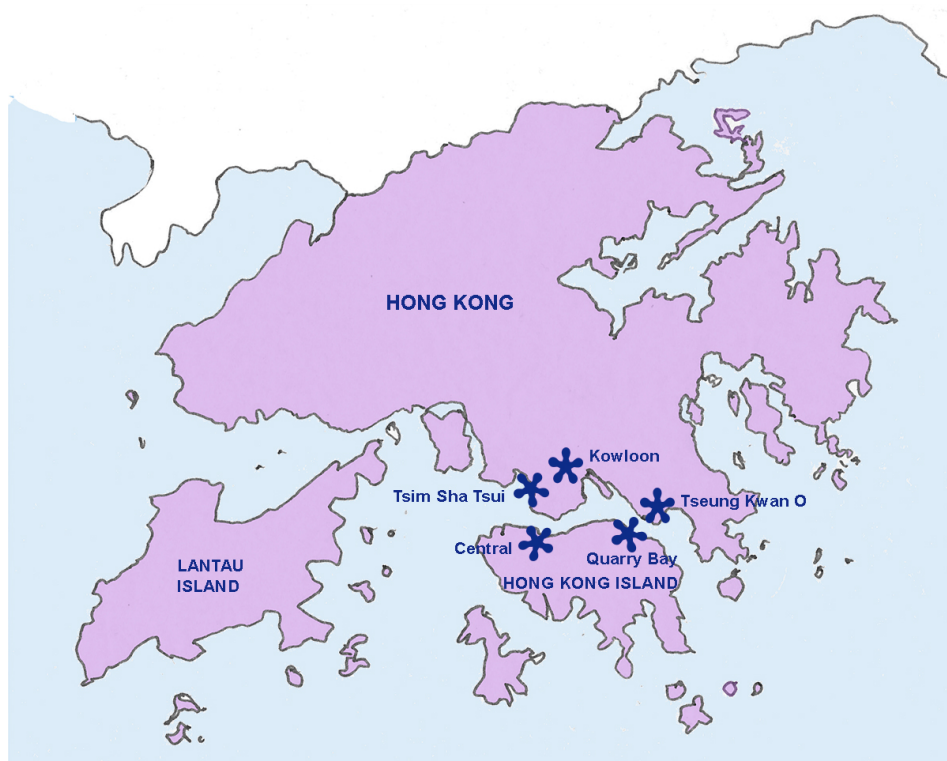 HONG KONG
Kowloon
Tsim Sha Tsui
Tseung Kwan O
Central
Quarry Bay
LANTAU
ISLAND
HONG KONG ISLAND